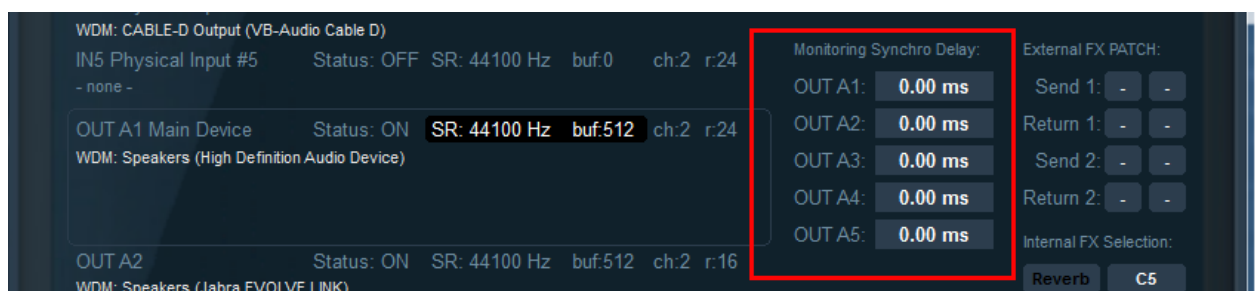 WDM: CABLE-D Output (VB-Audio Cable D)
IN5 Physical Input #5 Status: OFF SR: 44100 Hz buf:0 ch:2 r:24
- none -
OUT A1 Main Device Status: ON SR: 44100 Hz buf:512 ch:2 r:24
WDM: Speakers (High Definition Audio Device)
OUT A2 Status: ON SR: 44100 Hz buf:512 ch:2 r:16
WDM: Speakers (Jabra EVOLVE LINK)
Monitoring Synchro Delay:
OUT A1: 0.00 ms
OUT A2: 0.00 ms
OUT A3: 0.00 ms
OUT A4: 0.00 ms
OUT A5: 0.00 ms
External FX PATCH:
Send 1: - -
Return 1: - -
Send 2: - -
Return 2: - -
Internal FX Selection:
Reverb C5